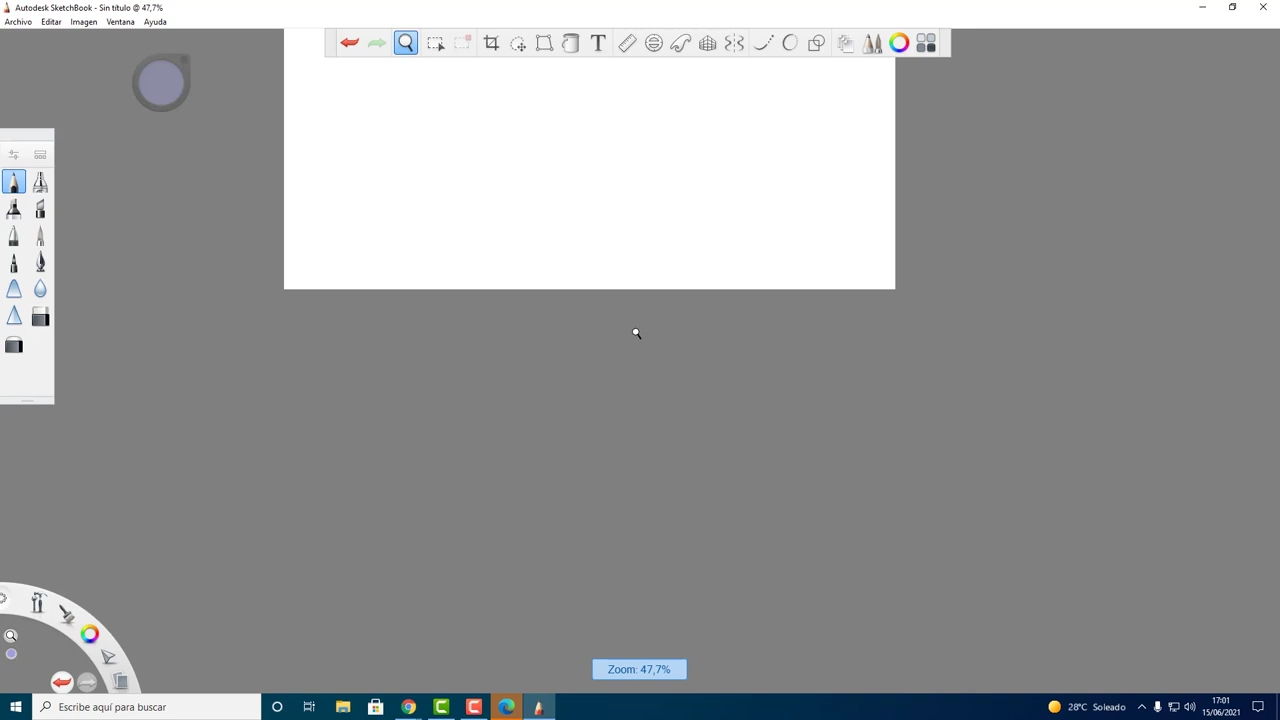 Autodesk SketchBook - Sin título @ 47,7%
Archivo Editar Imagen Ventana Ayuda
T
Zoom: 47,7%
Escribe aquí para buscar
28°C Soleado
17:01
15/06/2021